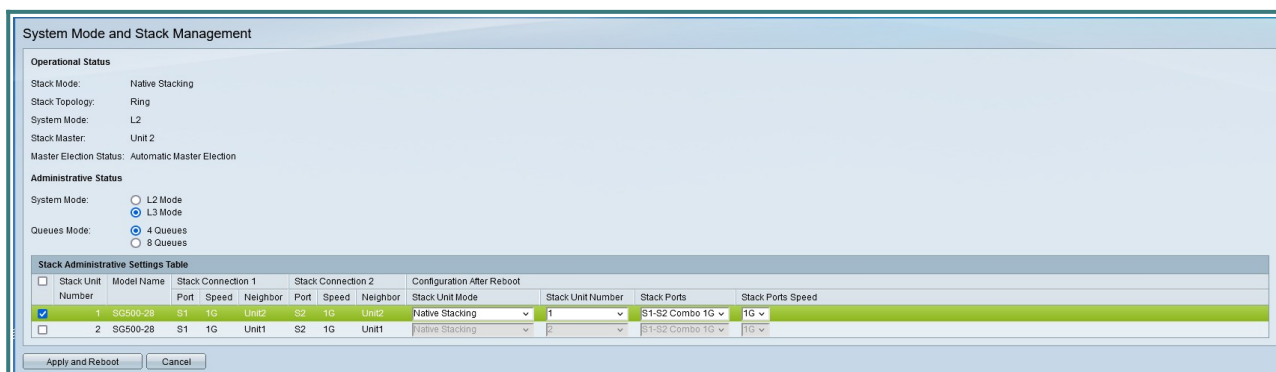 System Mode and Stack Management
Operational Status
Stack Mode: Native Stacking
Stack Topology: Ring
System Mode: L2
Stack Master: Unit 2
Master Election Status: Automatic Master Election
Administrative Status
System Mode: L2 Mode
L3 Mode
Queues Mode: 4 Queues
8 Queues
Stack Administrative Settings Table
Stack Unit Model Name Stack Connection 1 Stack Connection 2 Configuration After Reboot
Number Port Speed Neighbor Port Speed Neighbor Stack Unit Mode Stack Unit Number Stack Ports Stack Ports Speed
1 SG500-28 S1 1G Unit2 S2 1G Unit2 Native Stacking 1 S1-S2 Combo 1G 1G
2 SG500-28 S1 1G Unit1 S2 1G Unit1 Native Stacking 2 S1-S2 Combo 1G 1G
Apply and Reboot Cancel